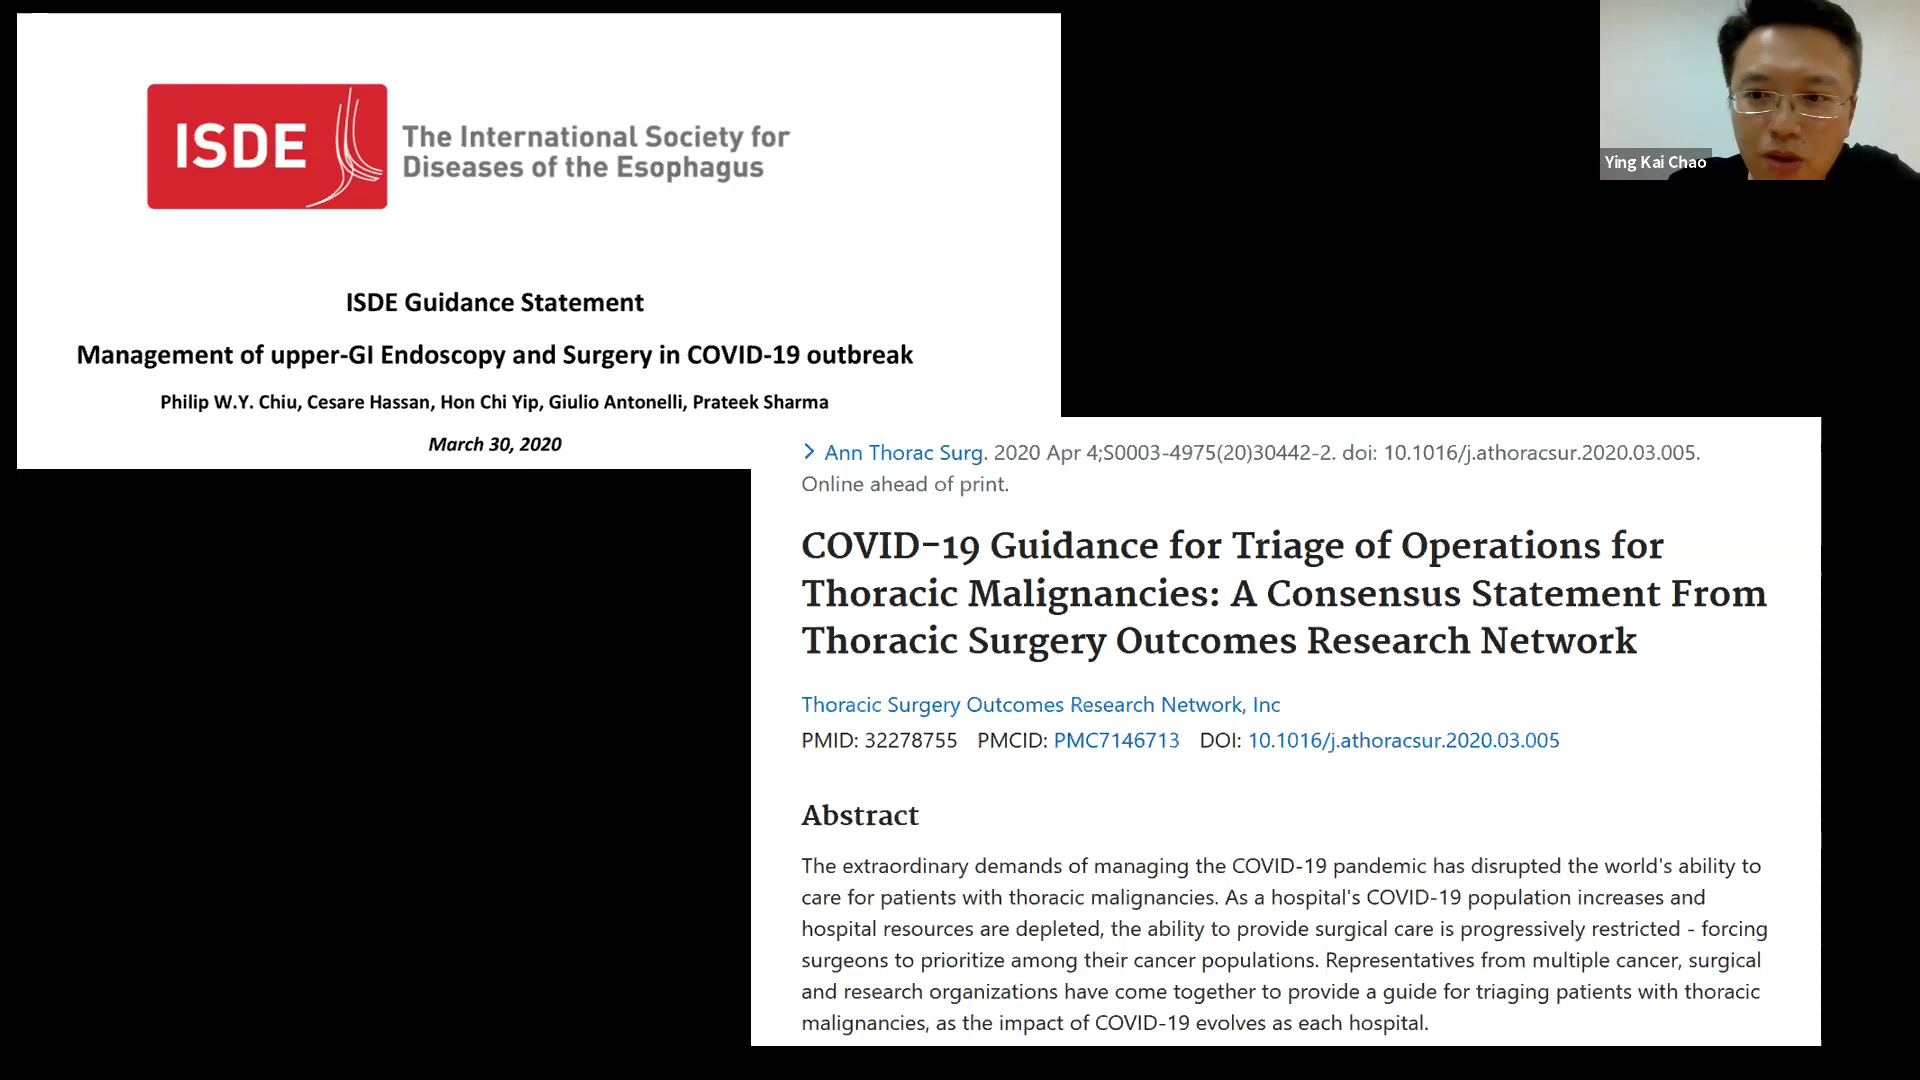 ISDE
The International Society for
Diseases of the Esophagus
ISDE Guidance Statement
Management of upper-GI Endoscopy and Surgery in COVID-19 outbreak
Philip W.Y. Chiu, Cesare Hassan, Hon Chi Yip, Giulio Antonelli, Prateek Sharma
March 30, 2020
Ying Kai Chao
> Ann Thorac Surg. 2020 Apr 4;S0003-4975(20)30442-2. doi: 10.1016/j.athoracsur.2020.03.005.
Online ahead of print.
COVID-19 Guidance for Triage of Operations for
Thoracic Malignancies: A Consensus Statement From
Thoracic Surgery Outcomes Research Network
Thoracic Surgery Outcomes Research Network, Inc
PMID: 32278755 PMCID: PMC7146713 DOI: 10.1016/j.athoracsur.2020.03.005
Abstract
The extraordinary demands of managing the COVID-19 pandemic has disrupted the world's ability to
care for patients with thoracic malignancies. As a hospital's COVID-19 population increases and
hospital resources are depleted, the ability to provide surgical care is progressively restricted - forcing
surgeons to prioritize among their cancer populations. Representatives from multiple cancer, surgical
and research organizations have come together to provide a guide for triaging patients with thoracic
malignancies, as the impact of COVID-19 evolves as each hospital.